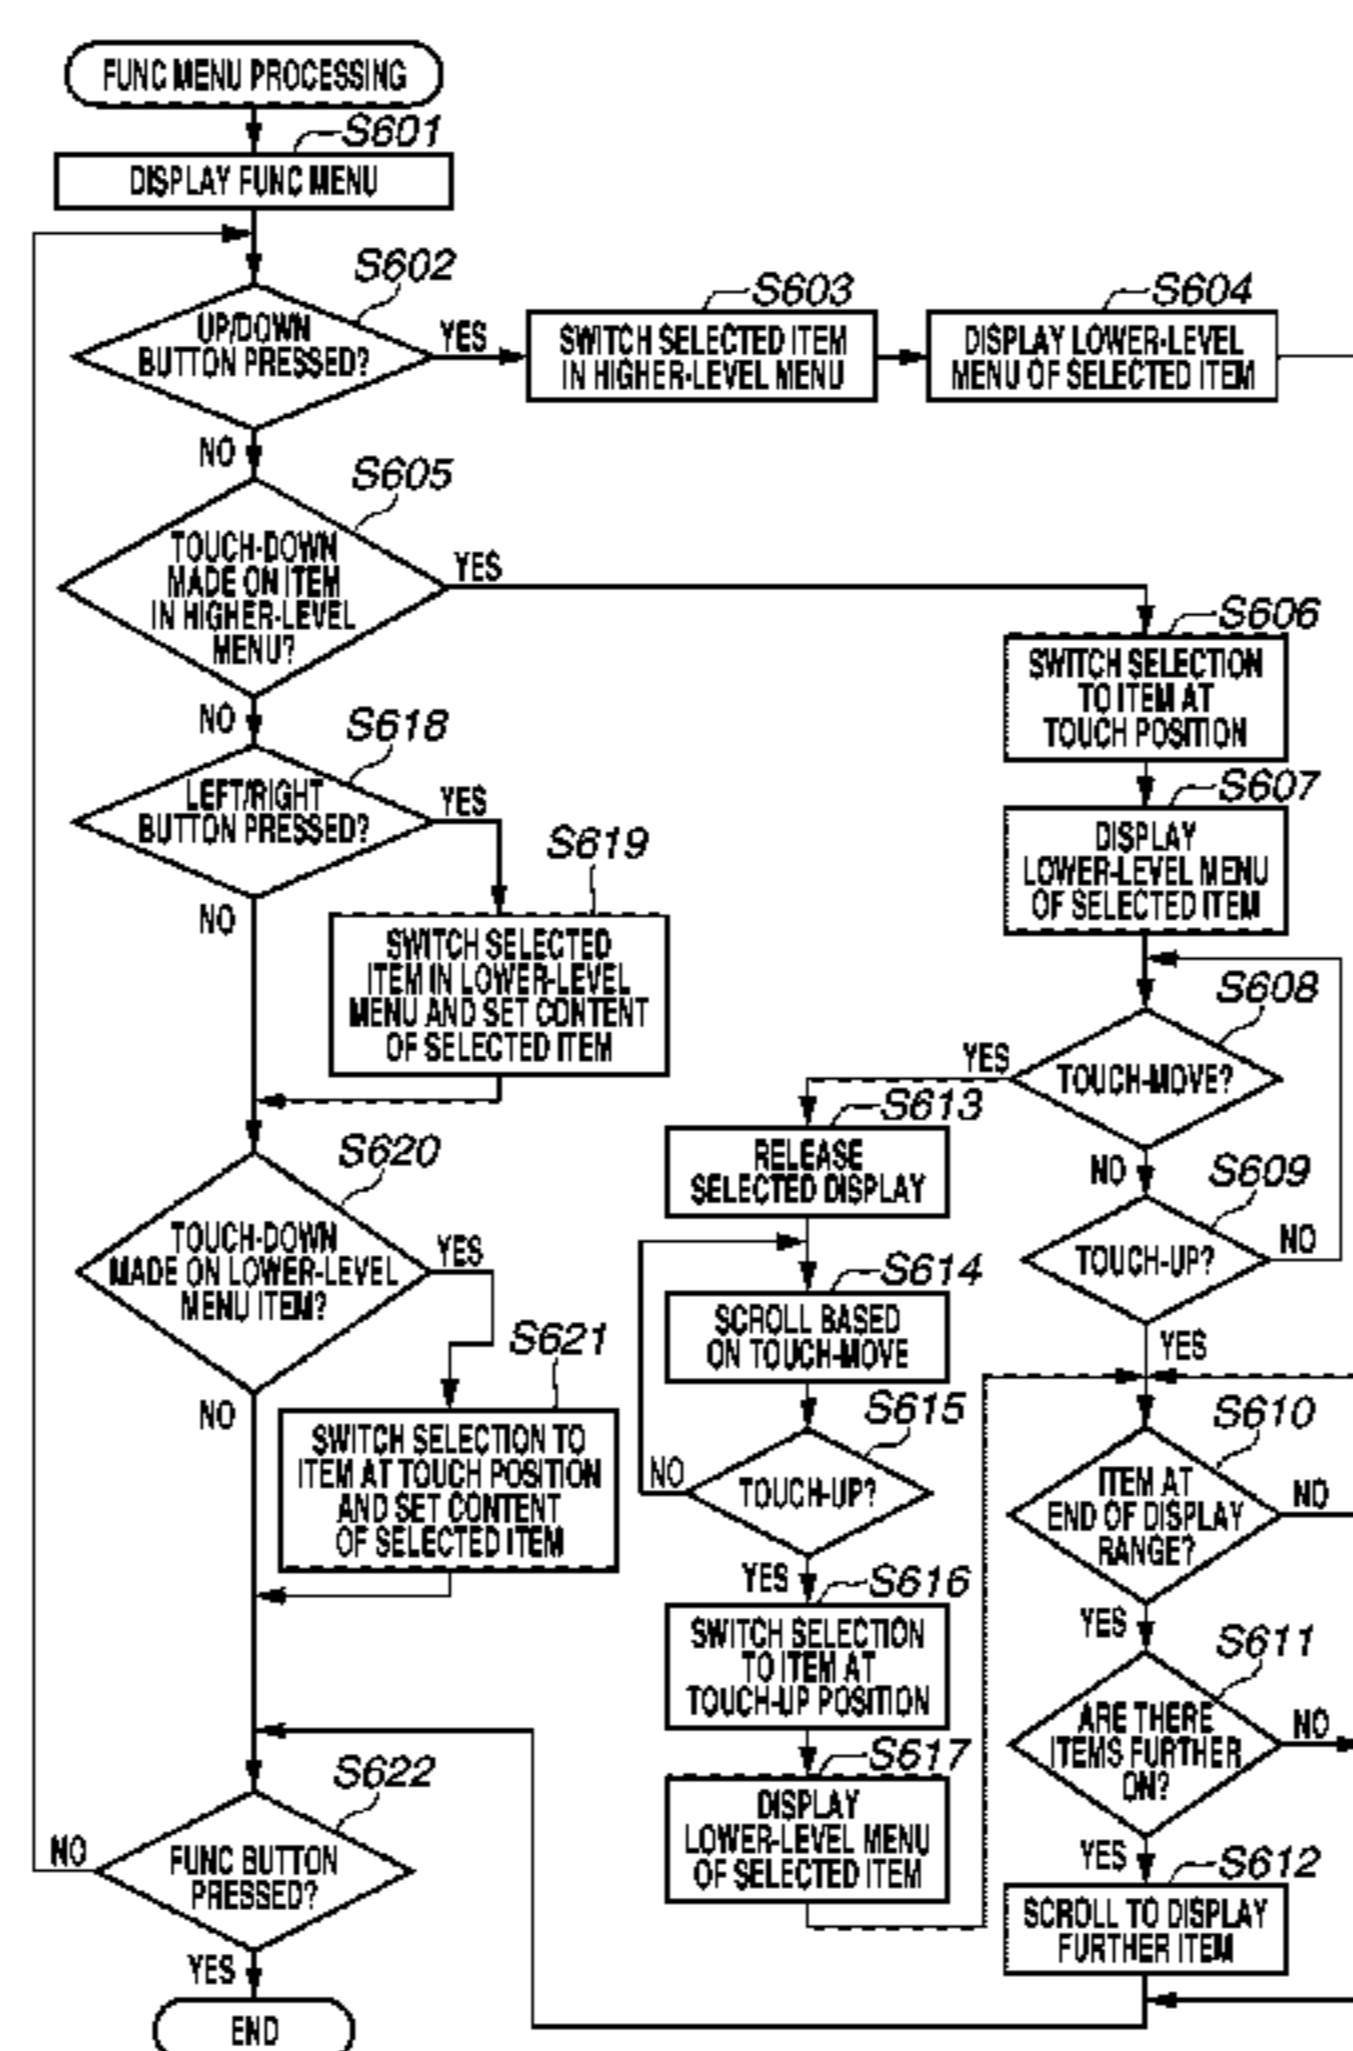 FUNC MENU PROCESSING
S601
DISPLAY FUNC MENU
S602
UP/DOWN
BUTTON PRESSED?
YES
NO
S603
SWITCH SELECTED ITEM
IN HIGHER-LEVEL MENU
S604
DISPLAY LOWER-LEVEL
MENU OF SELECTED ITEM
S605
TOUCH-DOWN
MADE ON ITEM
IN HIGHER-LEVEL
MENU?
YES
NO
S606
SWITCH SELECTION
TO ITEM AT
TOUCH POSITION
S607
DISPLAY
LOWER-LEVEL MENU
OF SELECTED ITEM
S618
LEFT/RIGHT
BUTTON PRESSED?
YES
NO
S619
SWITCH SELECTED
ITEM IN LOWER-LEVEL
MENU AND SET CONTENT
OF SELECTED ITEM
S608
TOUCH-MOVE?
YES
NO
S609
TOUCH-UP?
NO
YES
S613
RELEASE
SELECTED DISPLAY
S614
SCROLL BASED
ON TOUCH-MOVE
S615
TOUCH-UP?
NO
YES
S616
SWITCH SELECTION
TO ITEM AT
TOUCH-UP POSITION
S617
DISPLAY
LOWER-LEVEL MENU
OF SELECTED ITEM
S610
ITEM AT
END OF DISPLAY
RANGE?
NO
YES
S611
ARE THERE
ITEMS FURTHER
ON?
NO
YES
S612
SCROLL TO DISPLAY
FURTHER ITEM
S620
TOUCH-DOWN
MADE ON LOWER-LEVEL
MENU ITEM?
YES
NO
S621
SWITCH SELECTION TO
ITEM AT TOUCH POSITION
AND SET CONTENT
OF SELECTED ITEM
S622
FUNC BUTTON
PRESSED?
NO
YES
END